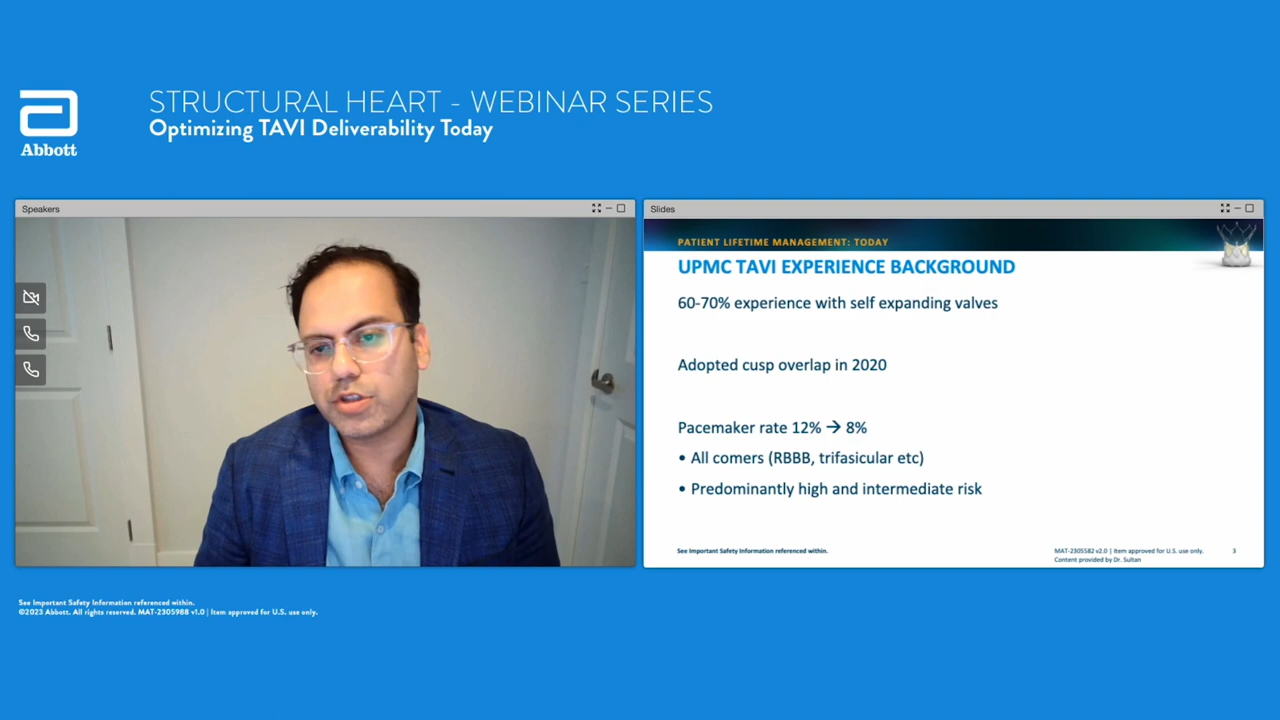 Abbott
STRUCTURAL HEART - WEBINAR SERIES
Optimizing TAVI Deliverability Today
Speakers
Slides
PATIENT LIFETIME MANAGEMENT: TODAY
UPMC TAVI EXPERIENCE BACKGROUND
60-70% experience with self expanding valves
Adopted cusp overlap in 2020
Pacemaker rate 12% → 8%
• All comers (RBBB, trifasicular etc)
• Predominantly high and intermediate risk
See Important Safety Information referenced within.
MAT-2305582 v2.0 | Item approved for U.S. use only.
Content provided by Dr. Sultan
3
See Important Safety Information referenced within.
©2023 Abbott. All rights reserved. MAT-2305988 v1.0 | Item approved for U.S. use only.